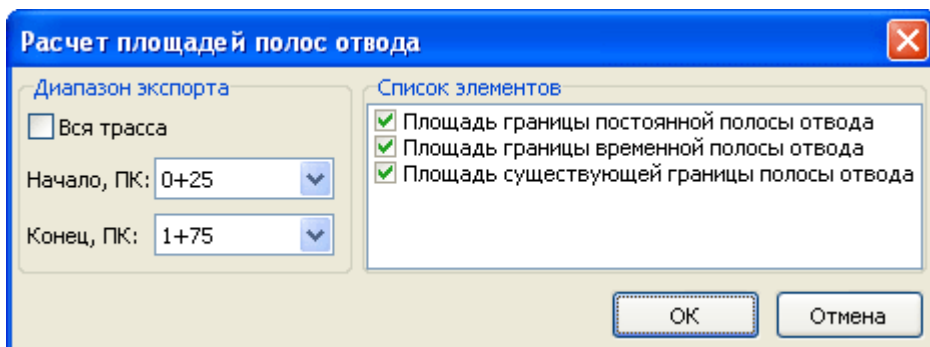 Расчет площадей полос отвода
Диапазон экспорта
Вся трасса
Начало, ПК: 0+25
Конец, ПК: 1+75
Список элементов
Площадь границы постоянной полосы отвода
Площадь границы временной полосы отвода
Площадь существующей границы полосы отвода
ОК
Отмена